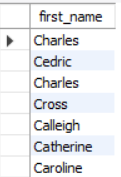 first_name
Charles
Cedric
Charles
Cross
Calleigh
Catherine
Caroline